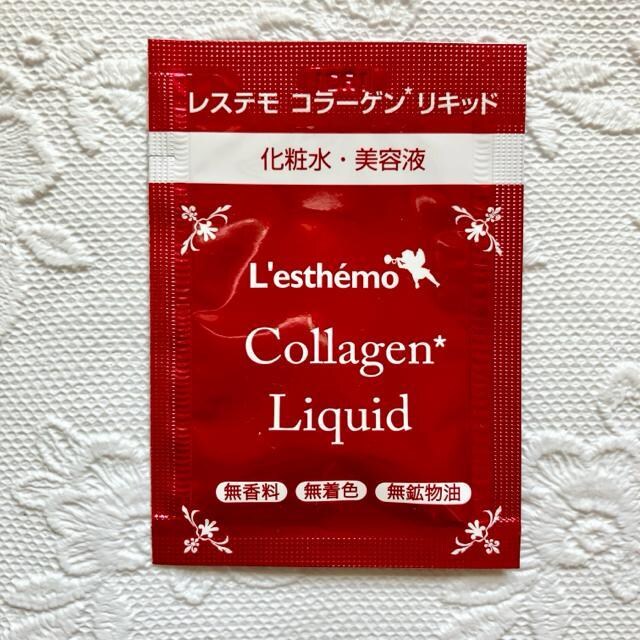 レステモ コラーゲン*リキッド
化粧水・美容液
L'esthémo
Collagen*
Liquid
無香料 無着色 無鉱物油